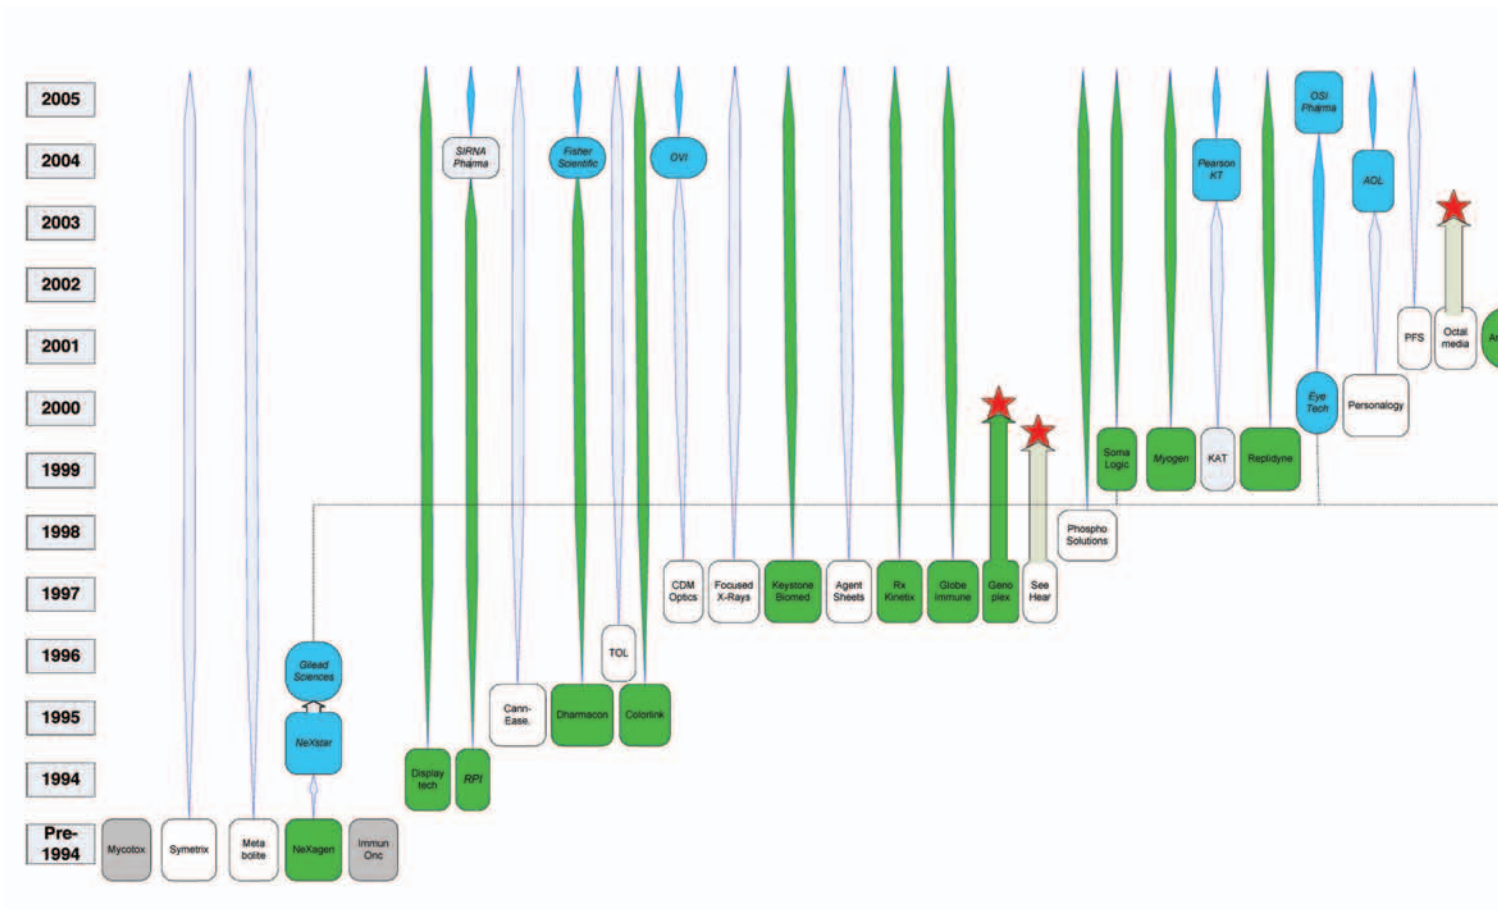 2005
OSI
Pharma
2004
SIRNA
Pharma
Fisher
Scientific
OVI
Pearson
KT
AOL
2003
2002
2001
PFS
Octal
media
2000
Eye
Tech
Personalogy
1999
Soma
Logic
Myogen
KAT
Replidyne
1998
Phospho
Solutions
1997
CDM
Optics
Focused
X-Rays
Keystone
Biomed
Agent
Sheets
Rx
Kinetix
Globe
Immune
Geno
plex
See
Hear
1996
Gilead
Sciences
TOL
1995
NeXstar
Cann-
Ease.
Dharmacon
Colorlink
1994
Display
tech
RPI
Pre-
1994
Mycotox
Symetrix
Meta
bolite
NeXagen
Immun
Onc